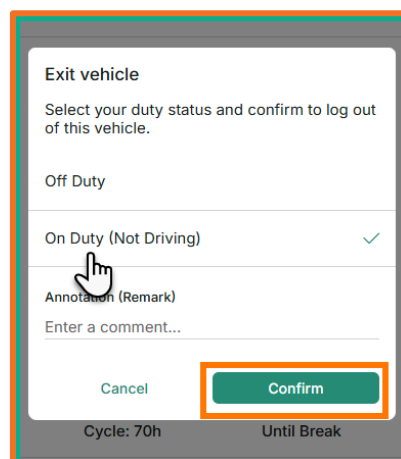 Exit vehicle
Select your duty status and confirm to log out
of this vehicle.
Off Duty
On Duty (Not Driving)
Annotation (Remark)
Enter a comment...
Cancel
Confirm
Cycle: 70h
Until Break